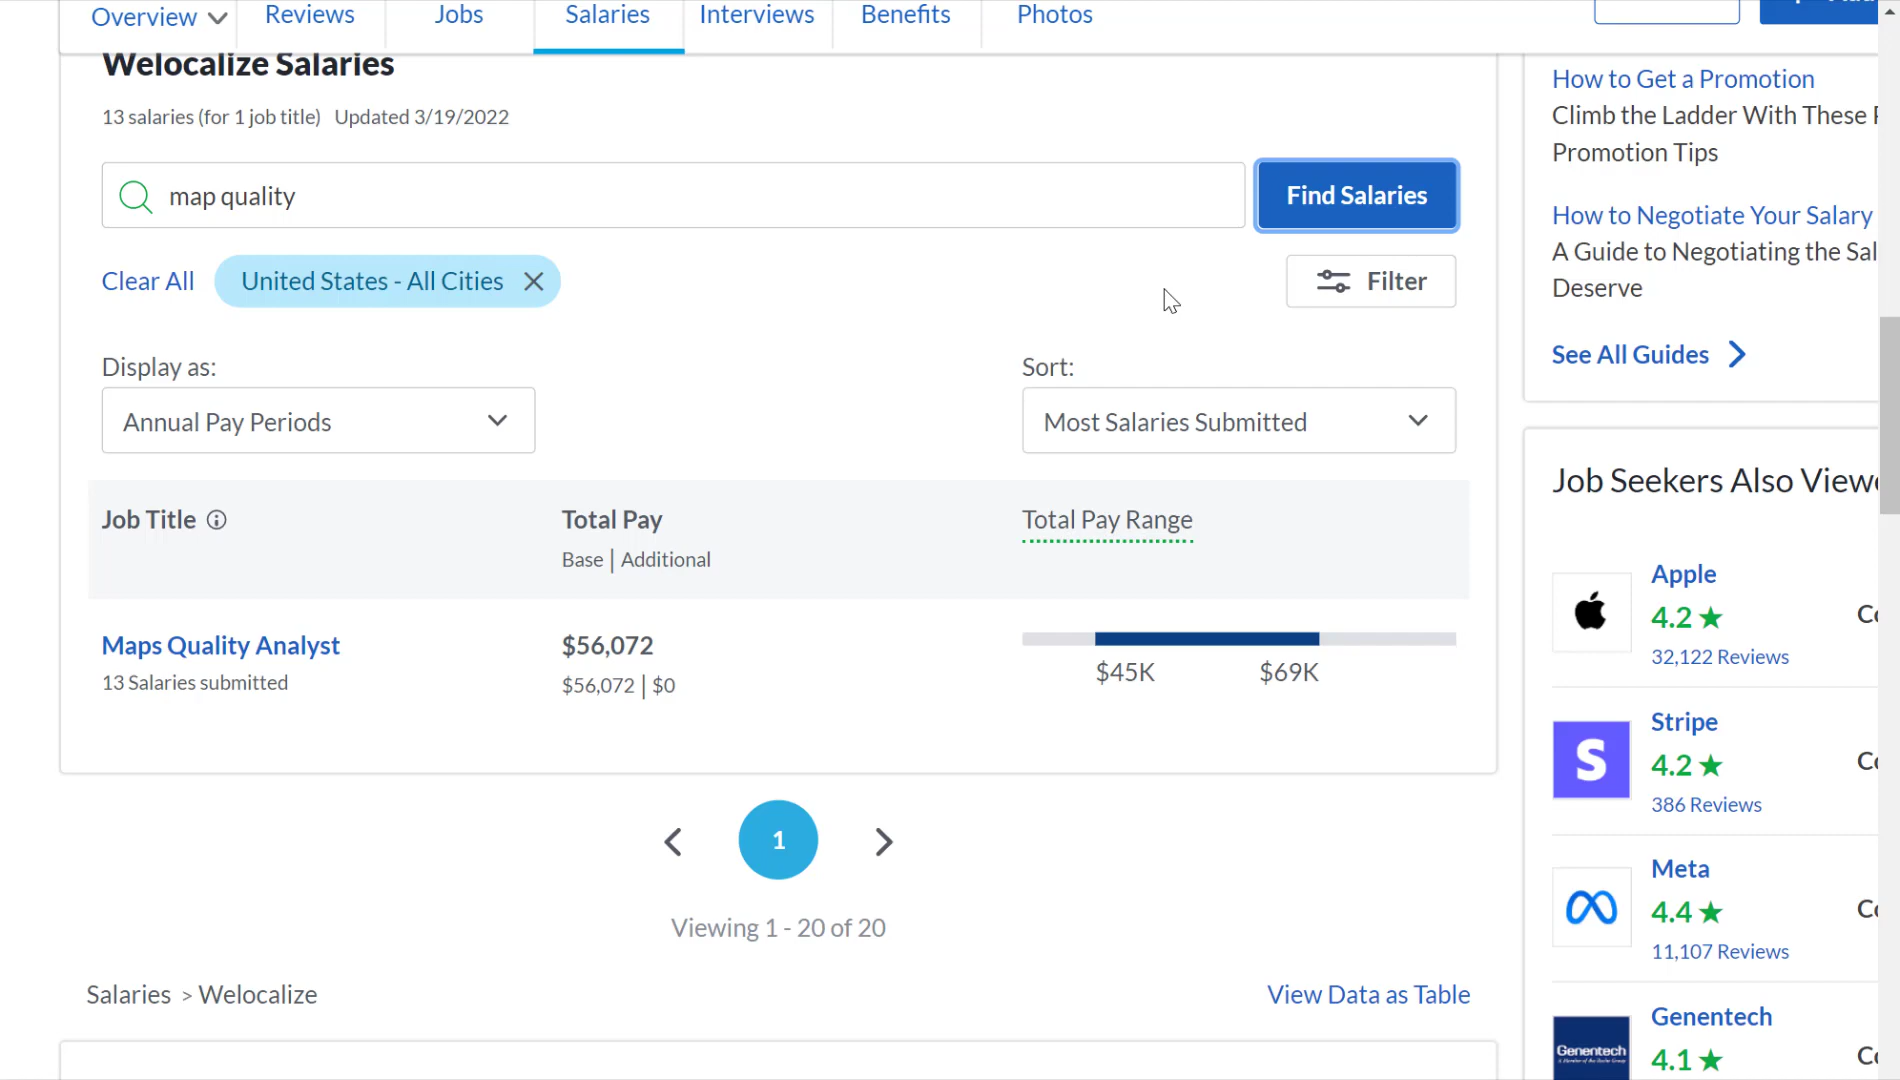 Overview
Reviews
Jobs
Salaries
Interviews
Benefits
Photos
Welocalize Salaries
13 salaries (for 1 job title) Updated 3/19/2022
map quality
Find Salaries
Clear All
United States - All Cities
Filter
Display as:
Sort:
Annual Pay Periods
Most Salaries Submitted
Job Title
Total Pay
Total Pay Range
Base | Additional
Maps Quality Analyst
$56,072
13 Salaries submitted
$56,072 | $0
$45K
$69K
1
Viewing 1 - 20 of 20
Salaries > Welocalize
View Data as Table
How to Get a Promotion
Climb the Ladder With These
Promotion Tips
How to Negotiate Your Salary
A Guide to Negotiating the Sal
Deserve
See All Guides
Job Seekers Also Viewe
Apple
4.2 ★
Co
32,122 Reviews
S
Stripe
4.2 ★
Co
386 Reviews
Meta
4.4 ★
Co
11,107 Reviews
Genentech
Genentech
4.1 ★
Co